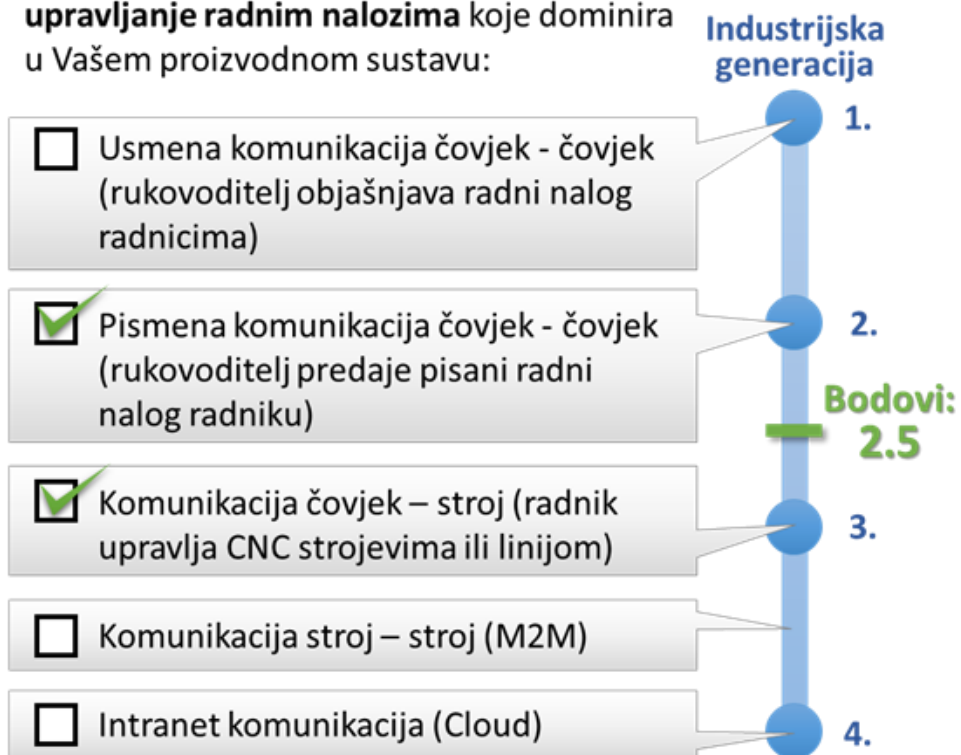 upravljanje radnim nalozima koje dominira
u Vašem proizvodnom sustavu:
Industrijska
generacija
1.
Usmena komunikacija čovjek - čovjek
(rukovoditelj objašnjava radni nalog
radnicima)
2.
Pismena komunikacija čovjek - čovjek
(rukovoditelj predaje pisani radni
nalog radniku)
Bodovi:
2.5
3.
Komunikacija čovjek – stroj (radnik
upravlja CNC strojevima ili linijom)
Komunikacija stroj – stroj (M2M)
Intranet komunikacija (Cloud)
4.